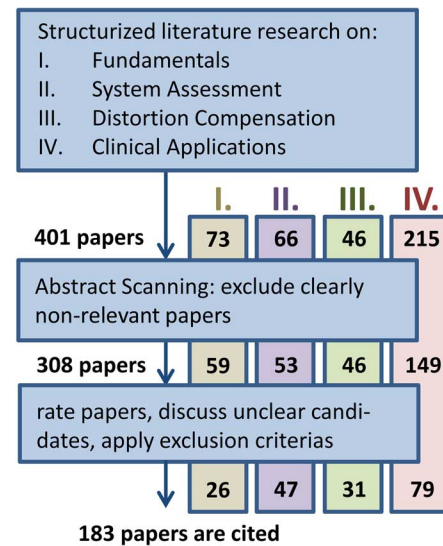 Structurized literature research on:
I. Fundamentals
II. System Assessment
III. Distortion Compensation
IV. Clinical Applications
I. II. III. IV.
401 papers 73 66 46 215
Abstract Scanning: exclude clearly
non-relevant papers
308 papers 59 53 46 149
rate papers, discuss unclear candi-
dates, apply exclusion criterias
26 47 31 79
183 papers are cited